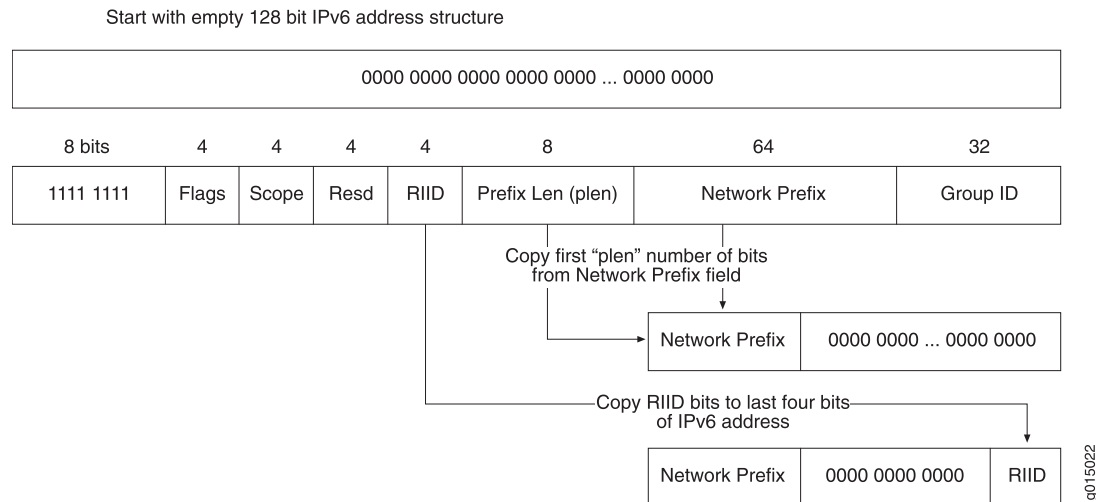 Start with empty 128 bit IPv6 address structure
0000 0000 0000 0000 0000 ... 0000 0000
8 bits 4 4 4 4 8 64 32
1111 1111 Flags Scope Resd RIID Prefix Len (plen) Network Prefix Group ID
Copy first “plen” number of bits
from Network Prefix field
Network Prefix 0000 0000 ... 0000 0000
Copy RIID bits to last four bits
of IPv6 address
Network Prefix 0000 0000 0000 RIID
g015022